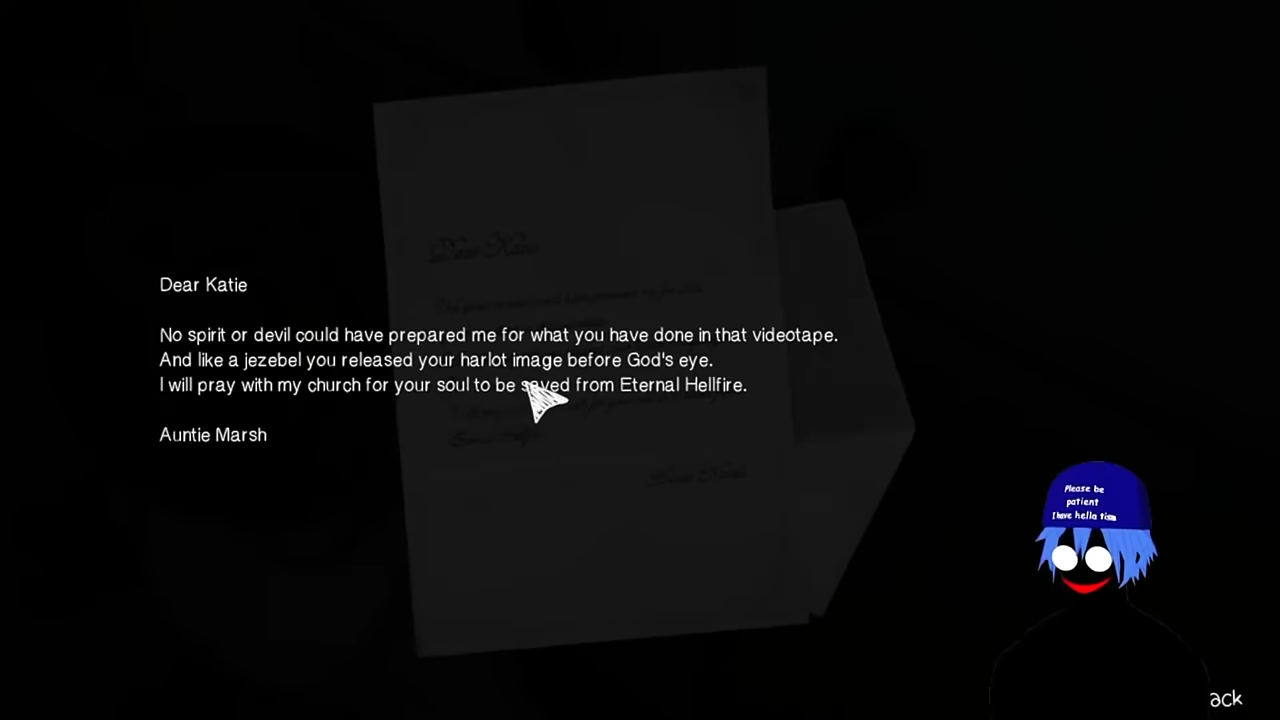 Dear Katie
No spirit or devil could have prepared me for what you have done in that videotape.
And like a jezebel you released your harlot image before God's eye.
I will pray with my church for your soul to be saved from Eternal Hellfire.
Auntie Marsh
Please be
patient
I have hella tism
ack